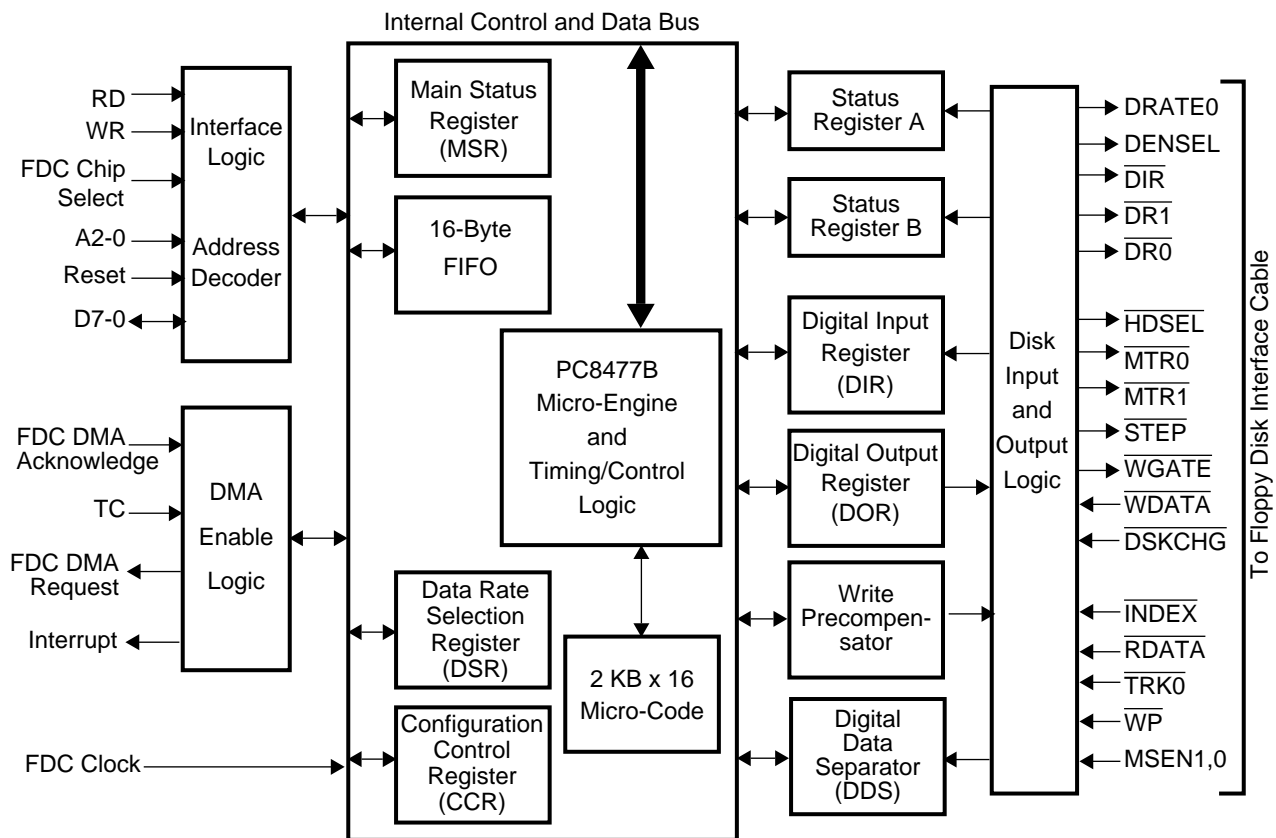 Internal Control and Data Bus
RD
WR
FDC Chip
Select
A2-0
Reset
D7-0
Interface
Logic
Address
Decoder
FDC DMA
Acknowledge
TC
FDC DMA
Request
Interrupt
DMA
Enable
Logic
FDC Clock
Main Status
Register
(MSR)
16-Byte
FIFO
PC8477B
Micro-Engine
and
Timing/Control
Logic
Data Rate
Selection
Register
(DSR)
2 KB x 16
Micro-Code
Configuration
Control
Register
(CCR)
Status
Register A
Status
Register B
Digital Input
Register
(DIR)
Digital Output
Register
(DOR)
Write
Precompen-
sator
Digital
Data
Separator
(DDS)
Disk
Input
and
Output
Logic
DRATE0
DENSEL
DIR
DR1
DR0
HDSEL
MTR0
MTR1
STEP
WGATE
WDATA
DSKCHG
INDEX
RDATA
TRK0
WP
MSEN1,0
To Floppy Disk Interface Cable